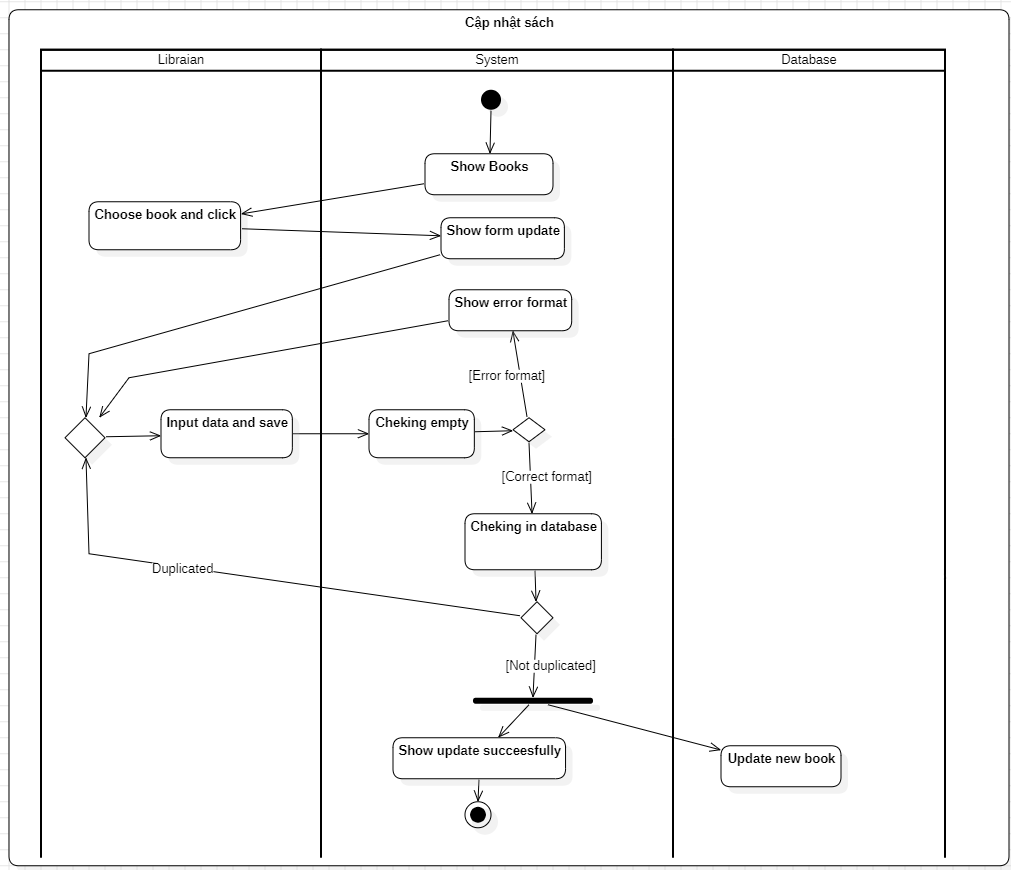 Cập nhật sách
Libraian
System
Database
Show Books
Choose book and click
Show form update
Show error format
[Error format]
Input data and save
Cheking empty
[Correct format]
Cheking in database
Duplicated
[Not duplicated]
Show update succeesfully
Update new book